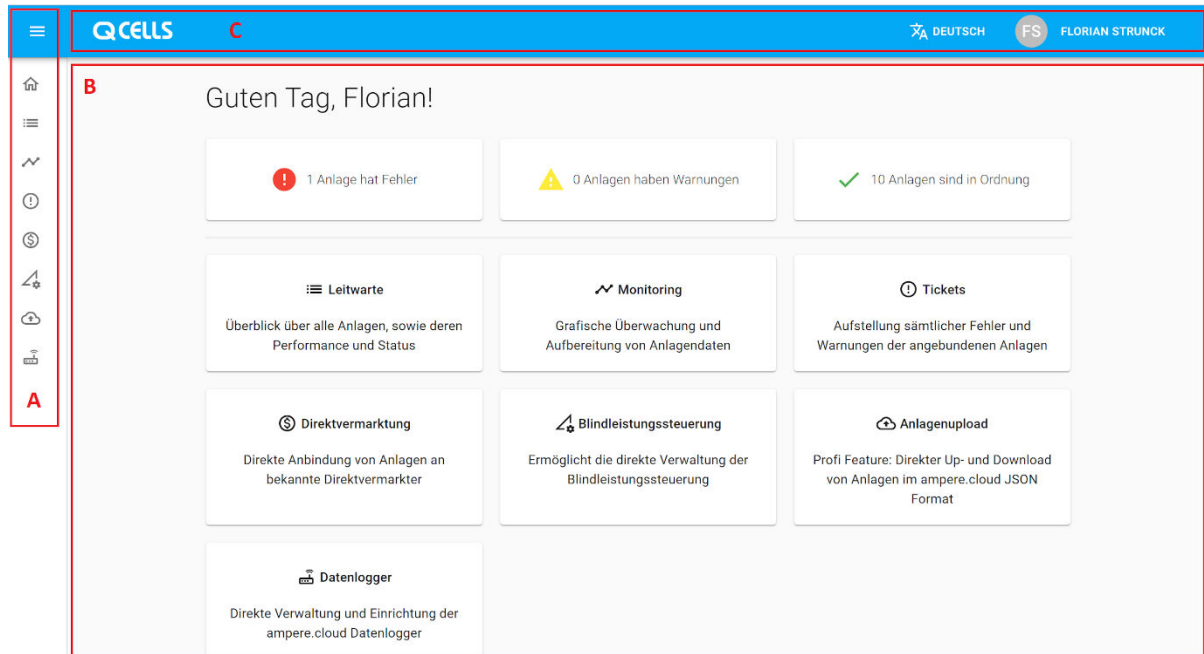 QCELLS
C
DEUTSCH
FS
FLORIAN STRUNCK
A
B
Guten Tag, Florian!
1 Anlage hat Fehler
0 Anlagen haben Warnungen
10 Anlagen sind in Ordnung
Leitwarte
Überblick über alle Anlagen, sowie deren
Performance und Status
Monitoring
Grafische Überwachung und
Aufbereitung von Anlagendaten
Tickets
Aufstellung sämtlicher Fehler und
Warnungen der angebundenen Anlagen
Direktvermarktung
Direkte Anbindung von Anlagen an
bekannte Direktvermarkter
Blindleistungssteuerung
Ermöglicht die direkte Verwaltung der
Blindleistungssteuerung
Anlagenupload
Profi Feature: Direkter Up- und Download
von Anlagen im ampere.cloud JSON
Format
Datenlogger
Direkte Verwaltung und Einrichtung der
ampere.cloud Datenlogger